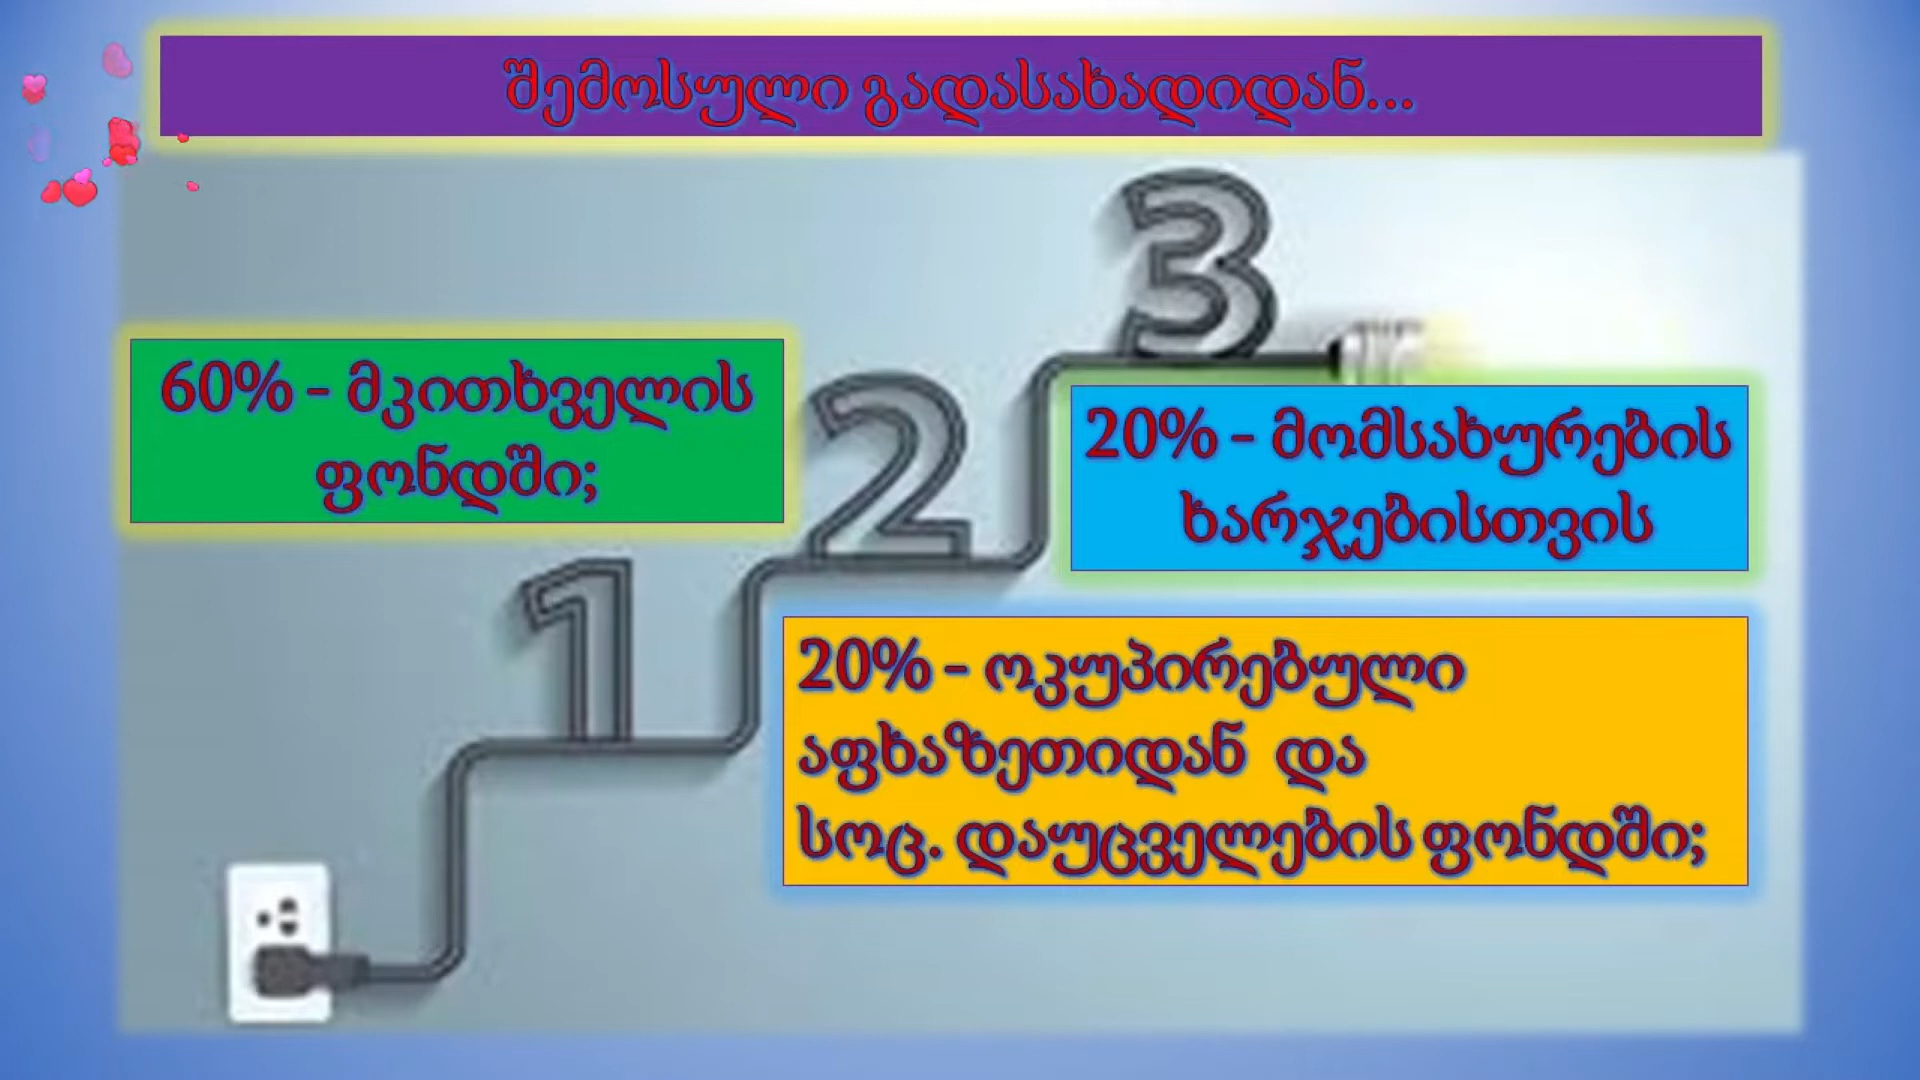 შემოსული გადასახადიდან...
3
60% - მკითხველის
ფონდში;
2
20% - მომსახურების
ხარჯებისთვის
1
20% - ოკუპირებული
აფხაზეთიდან და
სოც. დაუცველების ფონდში;